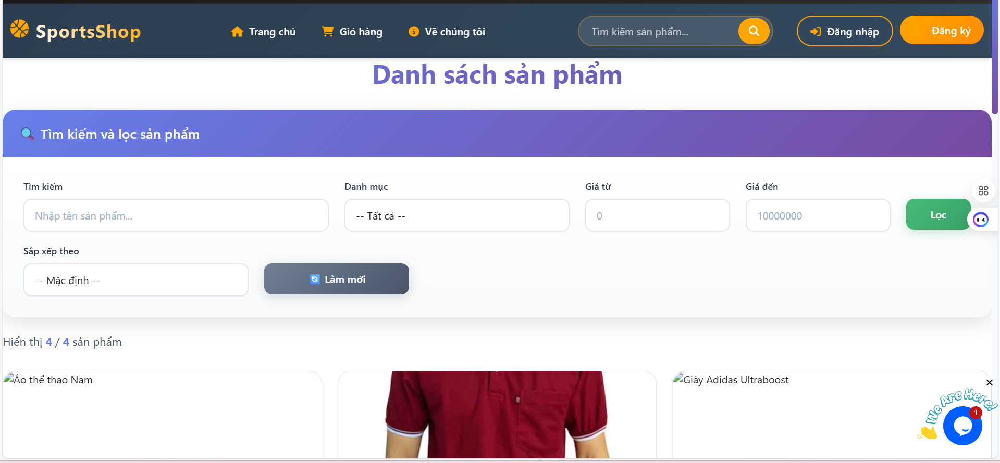 SportsShop
Trang chủ
Giỏ hàng
Về chúng tôi
Tìm kiếm sản phẩm...
Đăng nhập
Đăng ký
Danh sách sản phẩm
Tìm kiếm và lọc sản phẩm
Tìm kiếm
Danh mục
Giá từ
Giá đến
Nhập tên sản phẩm...
-- Tất cả --
0
10000000
Lọc
Sắp xếp theo
-- Mặc định --
Làm mới
Hiển thị 4 / 4 sản phẩm
Áo thể thao Nam
Giày Adidas Ultraboost
We Are Here!
1